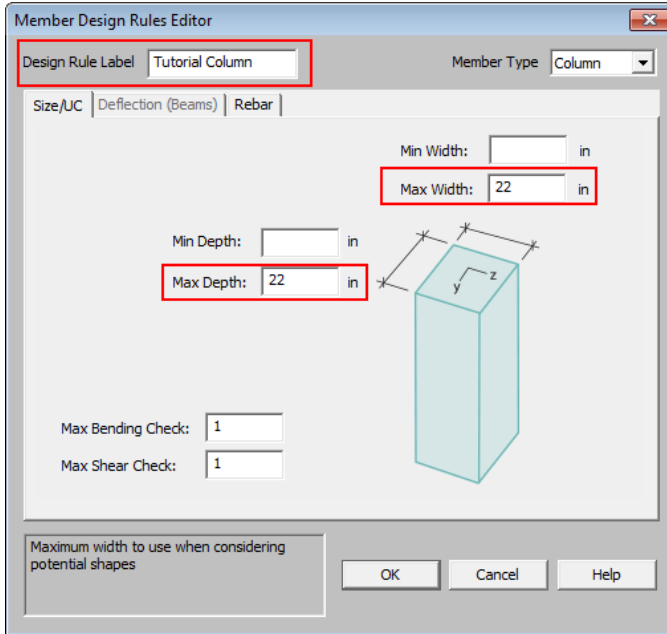 Member Design Rules Editor
Design Rule Label Tutorial Column Member Type Column
Size/UC Deflection (Beams) Rebar
Min Width: in
Max Width: 22 in
Min Depth: in
Max Depth: 22 in
y z
Max Bending Check: 1
Max Shear Check: 1
Maximum width to use when considering
potential shapes
OK Cancel Help